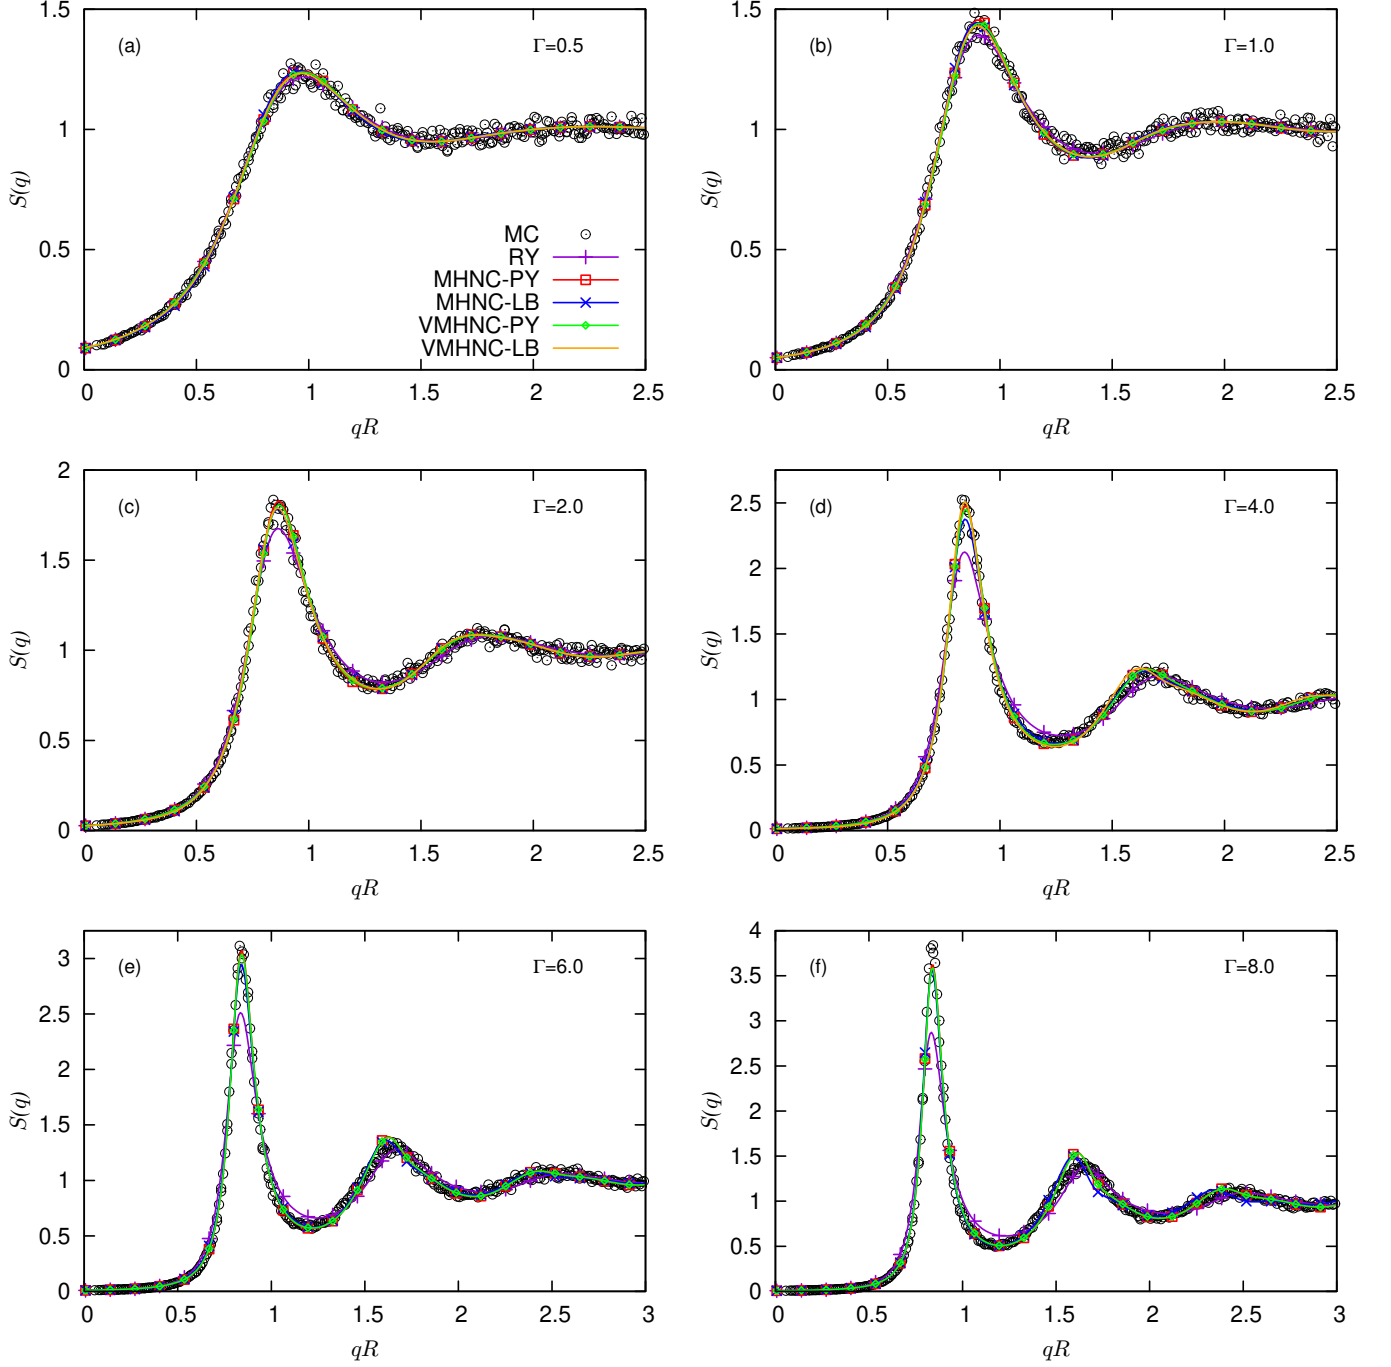 (a)
Γ=0.5
S(q)
1.5
1
0.5
0
0 0.5 1 1.5 2 2.5
qR
MC
RY
MHNC-PY
MHNC-LB
VMHNC-PY
VMHNC-LB
(b)
Γ=1.0
S(q)
1.5
1
0.5
0
0 0.5 1 1.5 2 2.5
qR
(c)
Γ=2.0
S(q)
2
1.5
1
0.5
0
0 0.5 1 1.5 2 2.5
qR
(d)
Γ=4.0
S(q)
2.5
2
1.5
1
0.5
0
0 0.5 1 1.5 2 2.5
qR
(e)
Γ=6.0
S(q)
3
2.5
2
1.5
1
0.5
0
0 0.5 1 1.5 2 2.5 3
qR
(f)
Γ=8.0
S(q)
4
3.5
3
2.5
2
1.5
1
0.5
0
0 0.5 1 1.5 2 2.5 3
qR